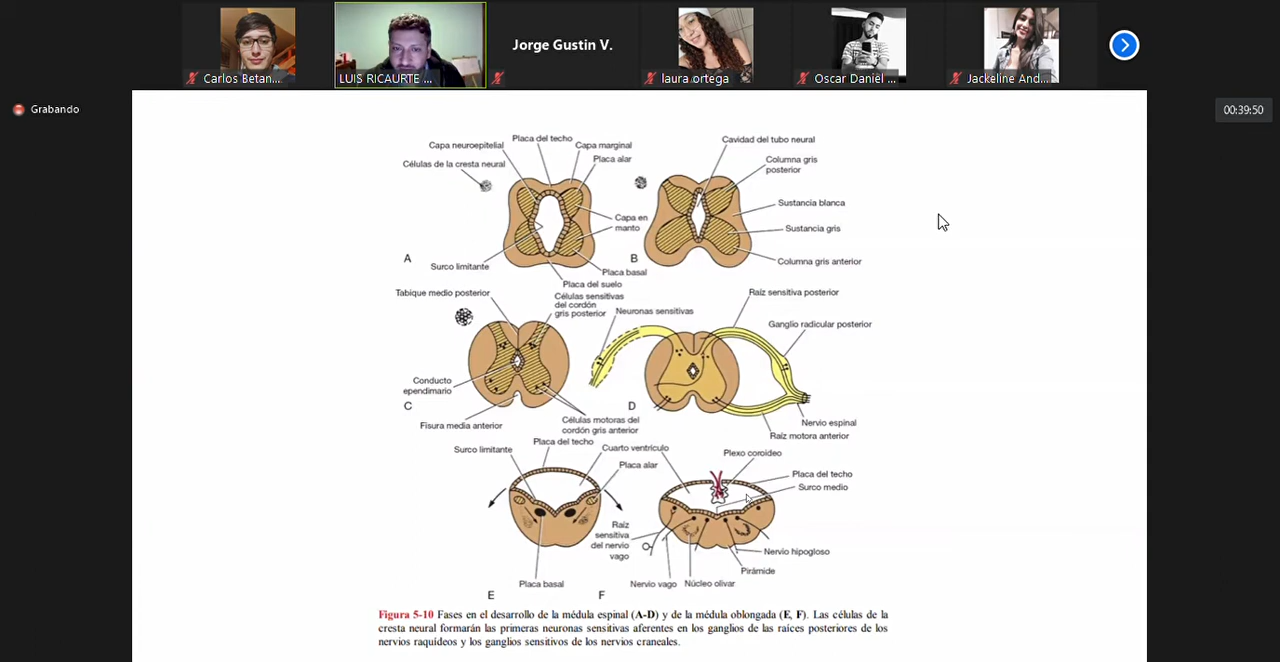 Carlos Betan...
LUIS RICAURTE ...
Jorge Gustin V.
laura ortega
Oscar Daniel ...
Jackeline And...
Grabando
00:39:50
Placa del techo
Capa neuroepitelial
Capa marginal
Células de la cresta neural
Placa alar
Capa en
manto
Surco limitante
Placa basal
Placa del suelo
A
Cavidad del tubo neural
Columna gris
posterior
Sustancia blanca
Sustancia gris
Columna gris anterior
B
Tabique medio posterior
Células sensitivas
del cordón
gris posterior
Conducto
ependimario
C
Fisura media anterior
Células motoras del
cordón gris anterior
Neuronas sensitivas
Raíz sensitiva posterior
Ganglio radicular posterior
D
Nervio espinal
Raíz motora anterior
Surco limitante
Placa del techo
Cuarto ventrículo
Placa alar
Placa basal
E
Plexo coroideo
Placa del techo
Surco medio
Raíz
sensitiva
del nervio
vago
Nervio hipogloso
Pirámide
Nervio vago
Núcleo olivar
F
Figura 5-10 Fases en el desarrollo de la médula espinal (A-D) y de la médula oblongada (E, F). Las células de la
cresta neural formarán las primeras neuronas sensitivas aferentes en los ganglios de las raíces posteriores de los
nervios raquídeos y los ganglios sensitivos de los nervios craneales.